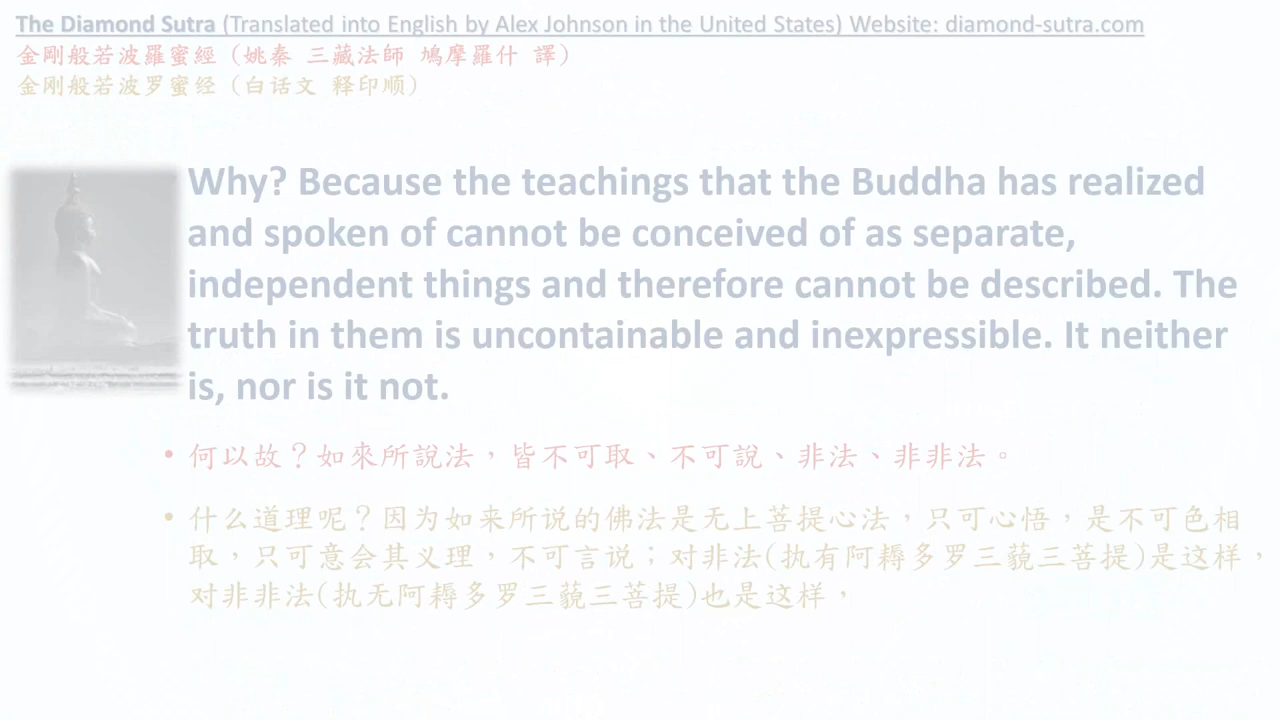 The Diamond Sutra (Translated into English by Alex Johnson in the United States) Website: diamond-sutra.com
金剛般若波羅蜜經 (姚秦 三藏法師 鳩摩羅什 譯)
金剛般若波罗蜜经 (白话文 释印顺)
Why? Because the teachings that the Buddha has realized
and spoken of cannot be conceived of as separate,
independent things and therefore cannot be described. The
truth in them is uncontainable and inexpressible. It neither
is, nor is it not.
• 何以故？如來所說法，皆不可取、不可說、非法、非非法。
• 什么道理呢？因为如来所说的佛法是无上菩提心法，只可心悟，是不可色相
取，只可意会其义理，不可言说；对非法(执有阿耨多罗三藐三菩提)是这样，
对非非法(执无阿耨多罗三藐三菩提)也是这样，